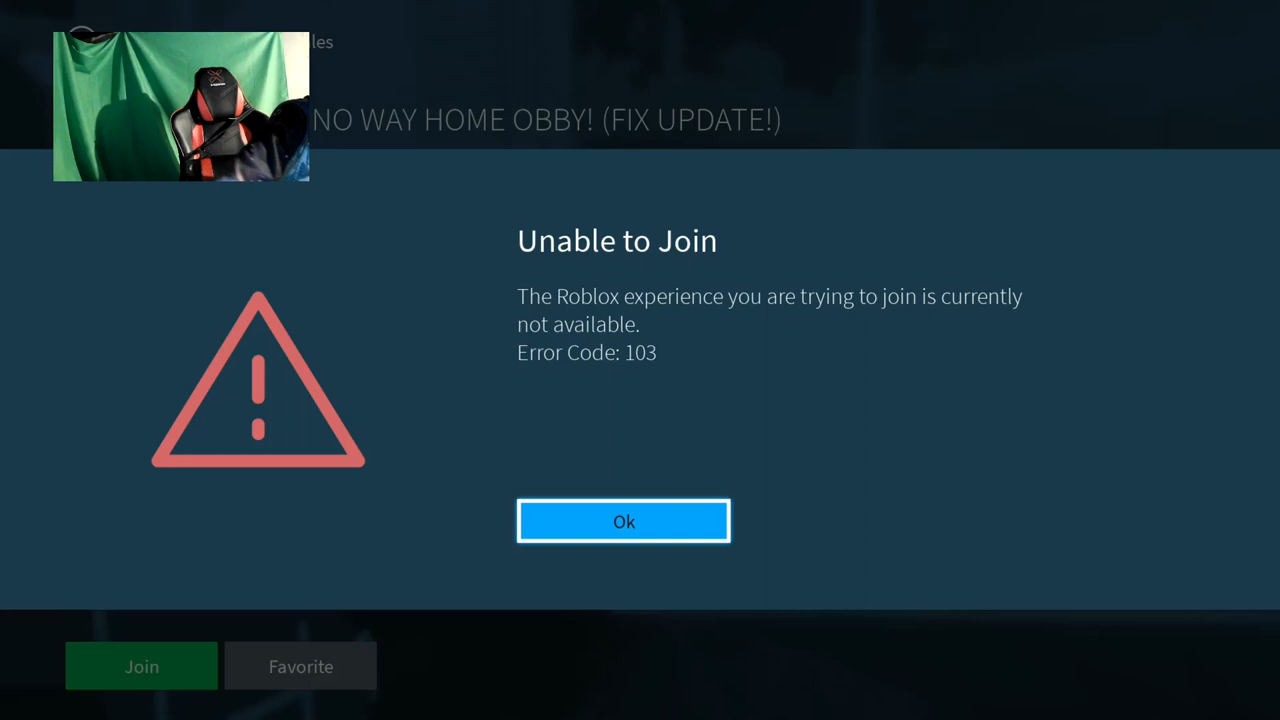 les
NO WAY HOME OBBY! (FIX UPDATE!)
Unable to Join
The Roblox experience you are trying to join is currently
not available.
Error Code: 103
Ok
Join
Favorite